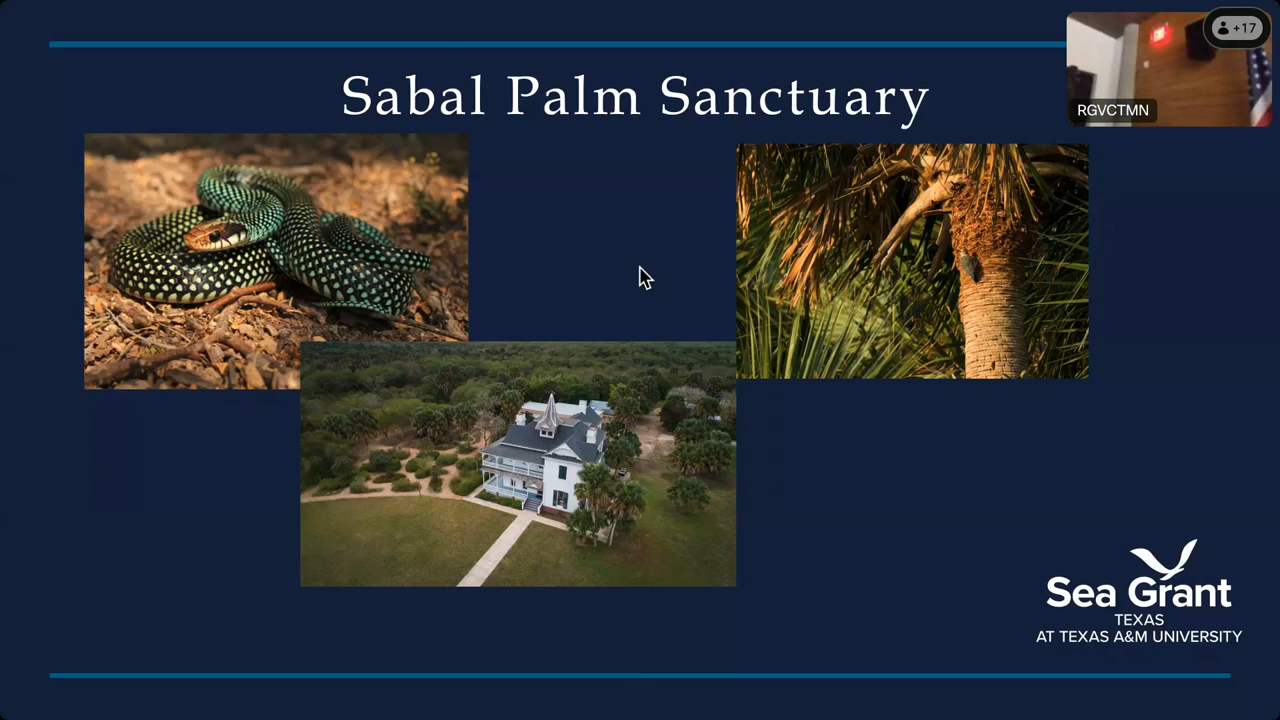 Sabal Palm Sanctuary
+17
RGVCTMN
Sea Grant
TEXAS
AT TEXAS A&M UNIVERSITY